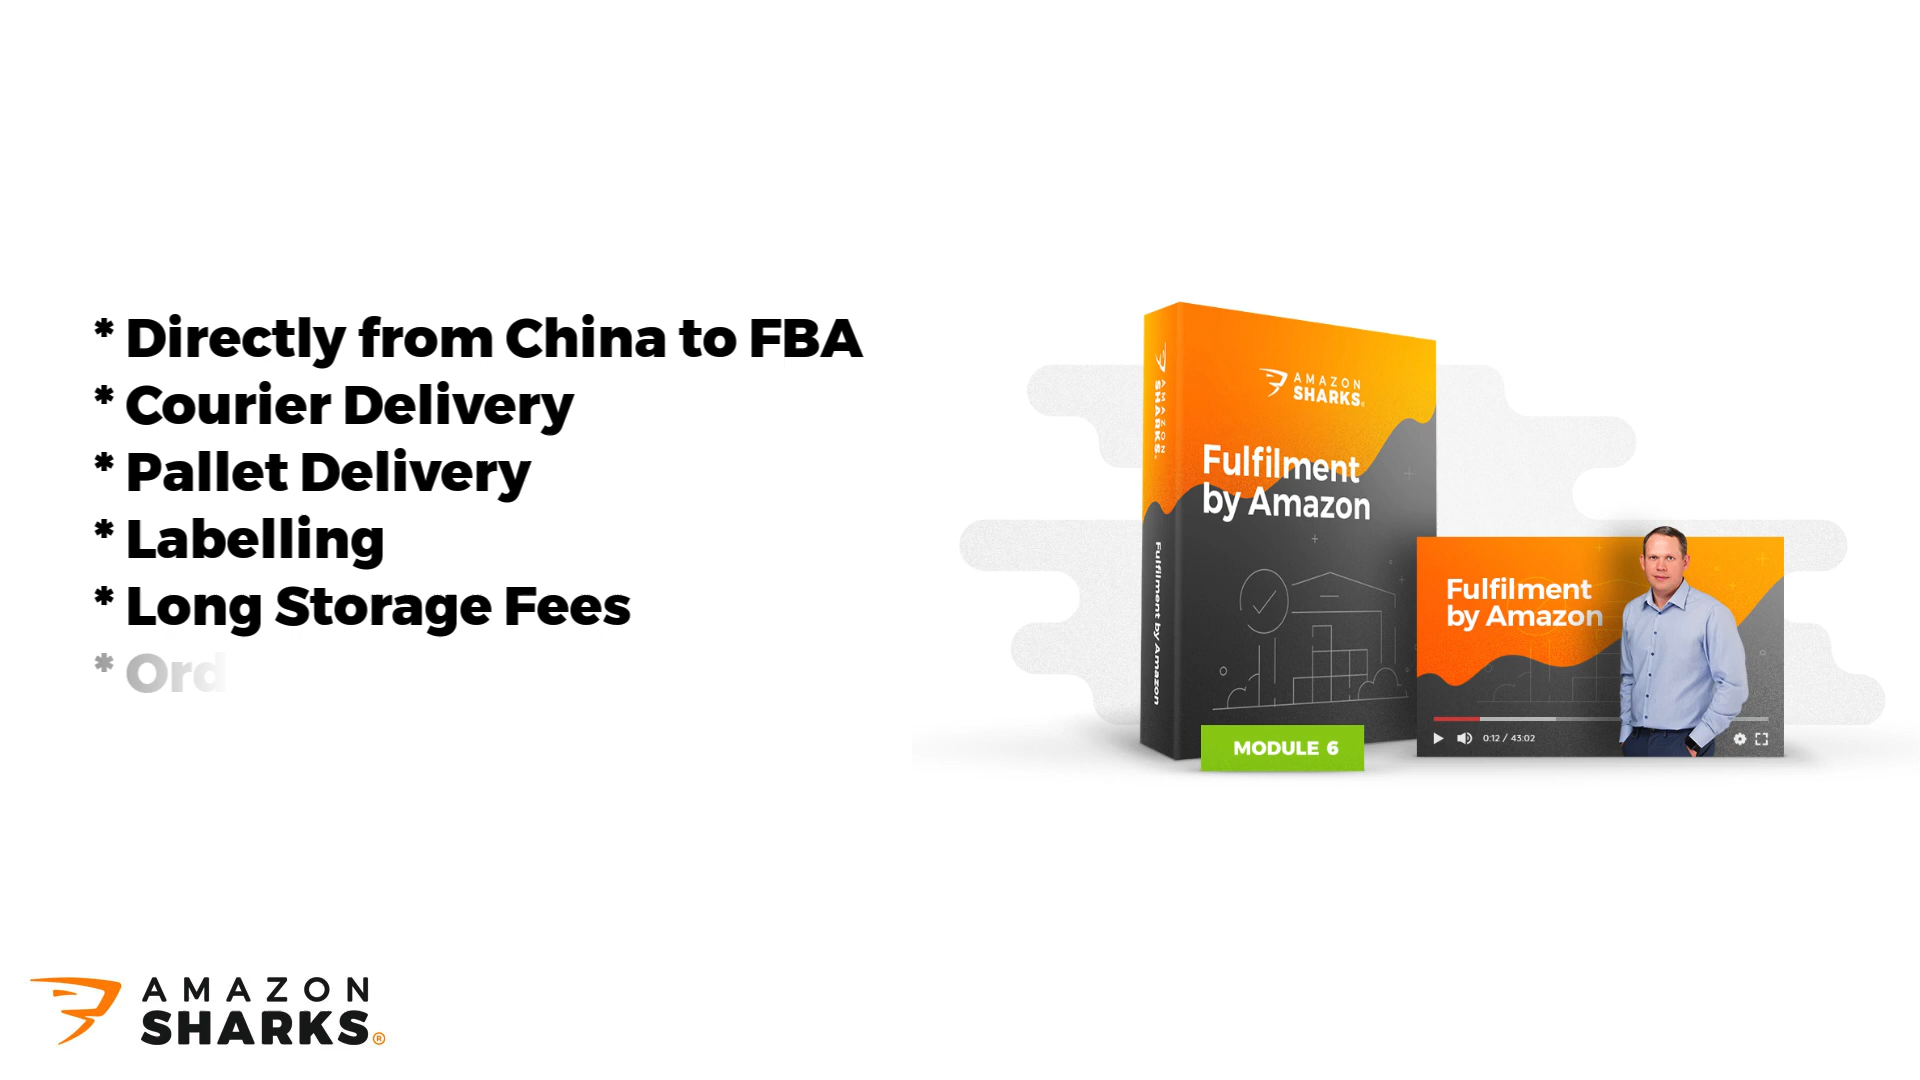 * Directly from China to FBA
* Courier Delivery
* Pallet Delivery
* Labelling
* Long Storage Fees
* Ord
AMAZON
SHARKS®
Fulfilment
by Amazon
AMAZON
SHARKS®
Fulfilment by Amazon
MODULE 6
Fulfilment
by Amazon
0:12 / 43:02
AMAZON
SHARKS®